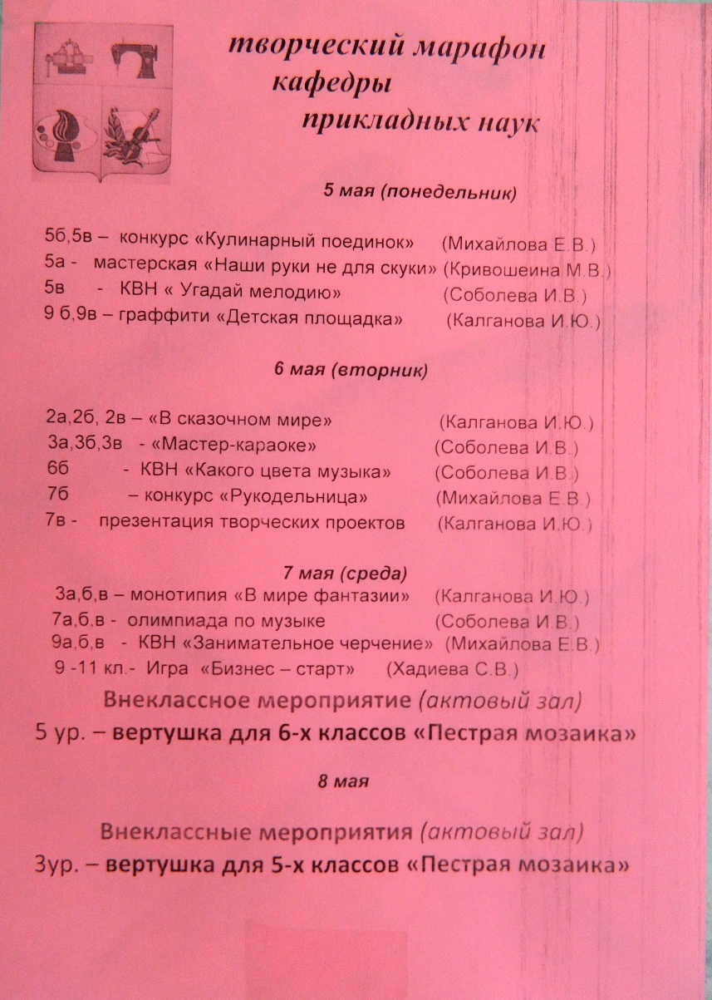 творческий марафон
кафедры
прикладных наук
5 мая (понедельник)
5б,5в – конкурс «Кулинарный поединок» (Михайлова Е.В.)
5а - мастерская «Наши руки не для скуки» (Кривошеина М.В.)
5в - КВН « Угадай мелодию» (Соболева И.В.)
9 б,9в – граффити «Детская площадка» (Калганова И.Ю.)
6 мая (вторник)
2а,2б, 2в – «В сказочном мире» (Калганова И.Ю.)
3а,3б,3в - «Мастер-караоке» (Соболева И.В.)
6б - КВН «Какого цвета музыка» (Соболева И.В.)
7б – конкурс «Рукодельница» (Михайлова Е.В.)
7в - презентация творческих проектов (Калганова И.Ю.)
7 мая (среда)
3а,б,в – монотипия «В мире фантазии» (Калганова И.Ю.)
7а,б,в - олимпиада по музыке (Соболева И.В.)
9а,б,в - КВН «Занимательное черчение» (Михайлова Е.В.)
9 -11 кл.- Игра «Бизнес – старт» (Хадиева С.В.)
Внеклассное мероприятие (актовый зал)
5 ур. – вертушка для 6-х классов «Пестрая мозаика»
8 мая
Внеклассные мероприятия (актовый зал)
3ур. – вертушка для 5-х классов «Пестрая мозаика»